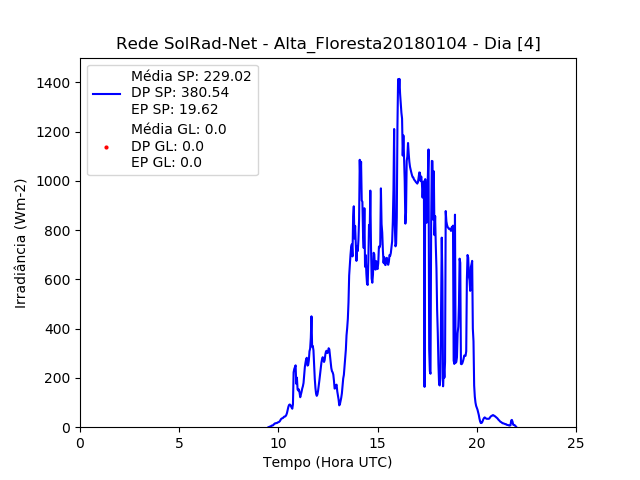 Rede SolRad-Net - Alta_Floresta20180104 - Dia [4]
Média SP: 229.02
DP SP: 380.54
EP SP: 19.62
Média GL: 0.0
DP GL: 0.0
EP GL: 0.0
Irradiância (Wm-2)
1400
1200
1000
800
600
400
200
0
0 5 10 15 20 25
Tempo (Hora UTC)